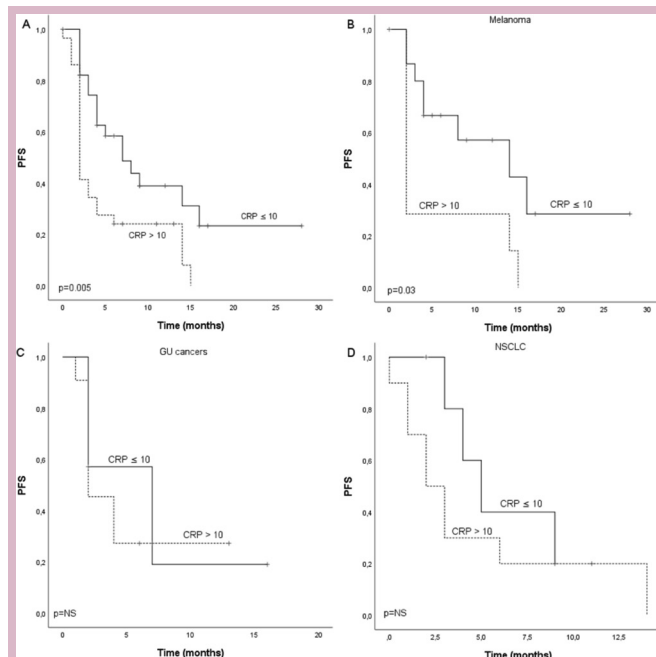 A
1,0
0,8
0,6
0,4
0,2
0,0
PFS
CRP ≤ 10
CRP > 10
p=0.005
0 5 10 15 20 25 30
Time (months)
B
Melanoma
1,0
0,8
0,6
0,4
0,2
0,0
PFS
CRP > 10
CRP ≤ 10
p=0.03
0 5 10 15 20 25 30
Time (months)
C
GU cancers
1,0
0,8
0,6
0,4
0,2
0,0
PFS
CRP ≤ 10
CRP > 10
p=NS
0 5 10 15 20
Time (months)
D
NSCLC
1,0
0,8
0,6
0,4
0,2
0,0
PFS
CRP ≤ 10
CRP > 10
p=NS
,0 2,5 5,0 7,5 10,0 12,5
Time (months)